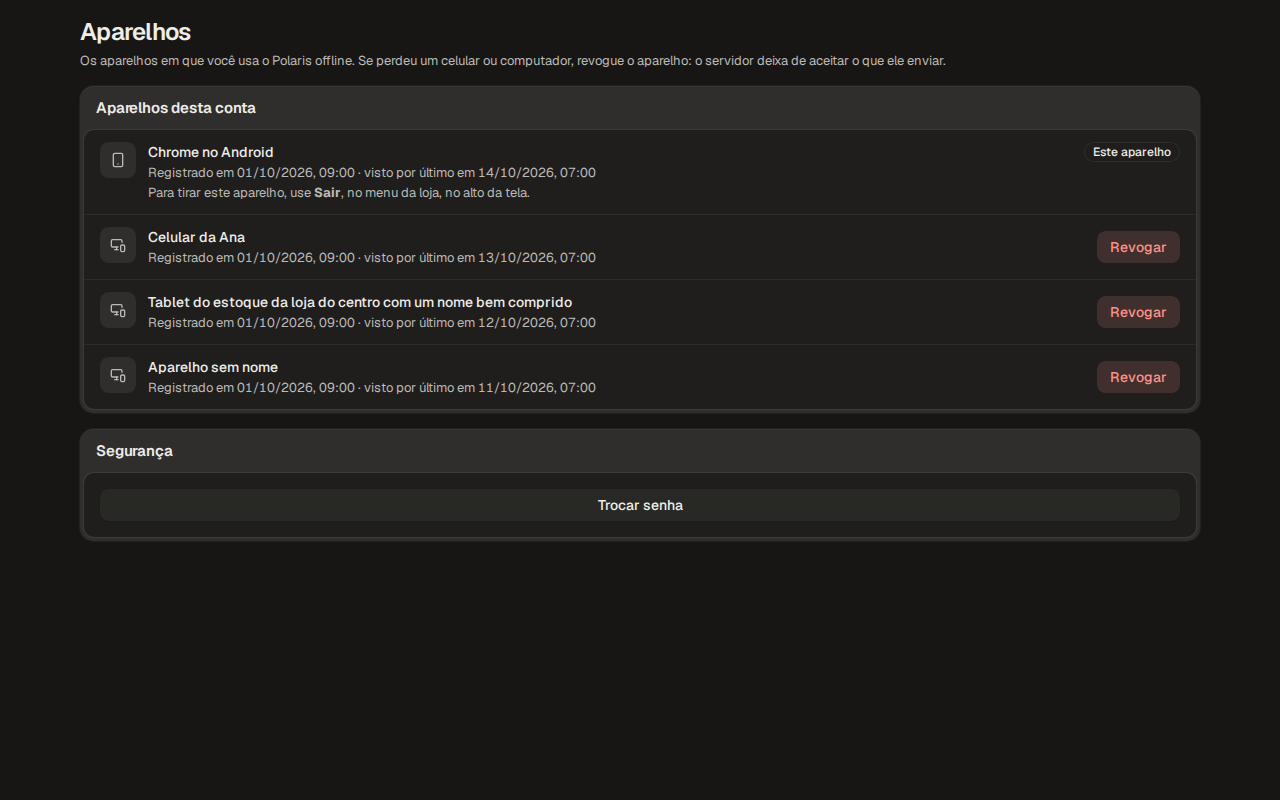 Aparelhos
Os aparelhos em que você usa o Polaris offline. Se perdeu um celular ou computador, revogue o aparelho: o servidor deixa de aceitar o que ele enviar.
Aparelhos desta conta
Chrome no Android
Este aparelho
Registrado em 01/10/2026, 09:00 · visto por último em 14/10/2026, 07:00
Para tirar este aparelho, use Sair, no menu da loja, no alto da tela.
Celular da Ana
Registrado em 01/10/2026, 09:00 · visto por último em 13/10/2026, 07:00
Revogar
Tablet do estoque da loja do centro com um nome bem comprido
Registrado em 01/10/2026, 09:00 · visto por último em 12/10/2026, 07:00
Revogar
Aparelho sem nome
Registrado em 01/10/2026, 09:00 · visto por último em 11/10/2026, 07:00
Revogar
Segurança
Trocar senha